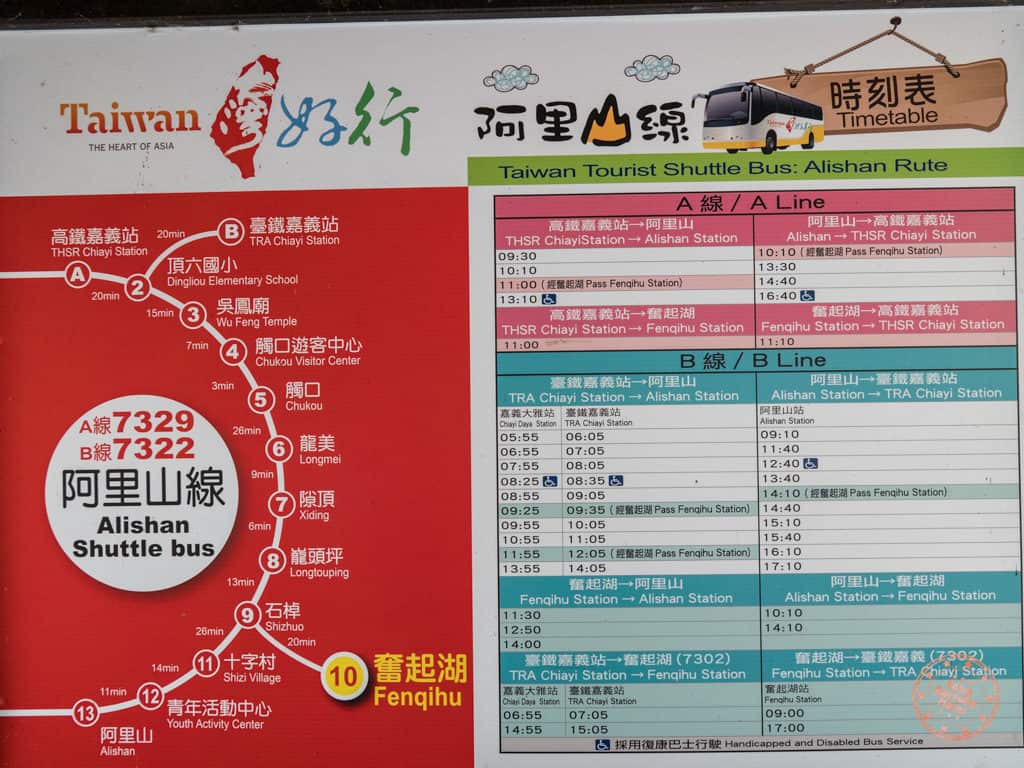 Taiwan
THE HEART OF ASIA
好行
阿里山線
時刻表
Timetable
Taiwan Tourist Shuttle Bus: Alishan Rute
高鐵嘉義站
THSR Chiayi Station
A
20min
20min
B
臺鐵嘉義站
TRA Chiayi Station
2
頂六國小
Dingliou Elementary School
15min
3
吳鳳廟
Wu Feng Temple
7min
4
觸口遊客中心
Chukou Visitor Center
3min
5
觸口
Chukou
26min
6
龍美
Longmei
9min
7
隙頂
Xiding
6min
8
巃頭坪
Longtouping
13min
9
石棹
Shizhuo
26min
20min
10
奮起湖
Fenqihu
11
十字村
Shizi Village
14min
12
青年活動中心
Youth Activity Center
11min
13
阿里山
Alishan
A線7329
B線7322
阿里山線
Alishan
Shuttle bus
A 線 / A Line
高鐵嘉義站→阿里山
THSR ChiayiStation → Alishan Station
09:30
10:10
11:00 (經奮起湖 Pass Fenqihu Station)
13:10
阿里山→高鐵嘉義站
Alishan → THSR Chiayi Station
10:10 (經奮起湖 Pass Fenqihu Station)
13:30
14:40
16:40
高鐵嘉義站→奮起湖
THSR Chiayi Station → Fenqihu Station
11:00
奮起湖→高鐵嘉義站
Fenqihu Station → THSR Chiayi Station
11:10
B 線 / B Line
臺鐵嘉義站→阿里山
TRA Chiayi Station → Alishan Station
嘉義大雅站 臺鐵嘉義站
Chiayi Daya Station TRA Chiayi Station
05:55 06:05
06:55 07:05
07:55 08:05
08:25 08:35
08:55 09:05
09:25 09:35 (經奮起湖 Pass Fenqihu Station)
09:55 10:05
10:55 11:05
11:55 12:05 (經奮起湖 Pass Fenqihu Station)
13:55 14:05
阿里山→臺鐵嘉義站
Alishan Station → TRA Chiayi Station
阿里山站
Alishan Station
09:10
11:40
12:40
13:40
14:10 (經奮起湖 Pass Fenqihu Station)
14:40
15:10
15:40
16:10
17:10
奮起湖→阿里山
Fenqihu Station → Alishan Station
11:30
12:50
14:00
阿里山→奮起湖
Alishan Station → Fenqihu Station
10:10
14:10
臺鐵嘉義站→奮起湖 (7302)
TRA Chiayi Station → Fenqihu Station
嘉義大雅站 臺鐵嘉義站
Chiayi Daya Station TRA Chiayi Station
06:55 07:05
14:55 15:05
奮起湖→臺鐵嘉義 (7302)
Fenqihu Station → TRA Chiayi Station
奮起湖站
Fenqihu Station
09:00
17:00
採用復康巴士行駛 Handicapped and Disabled Bus Service